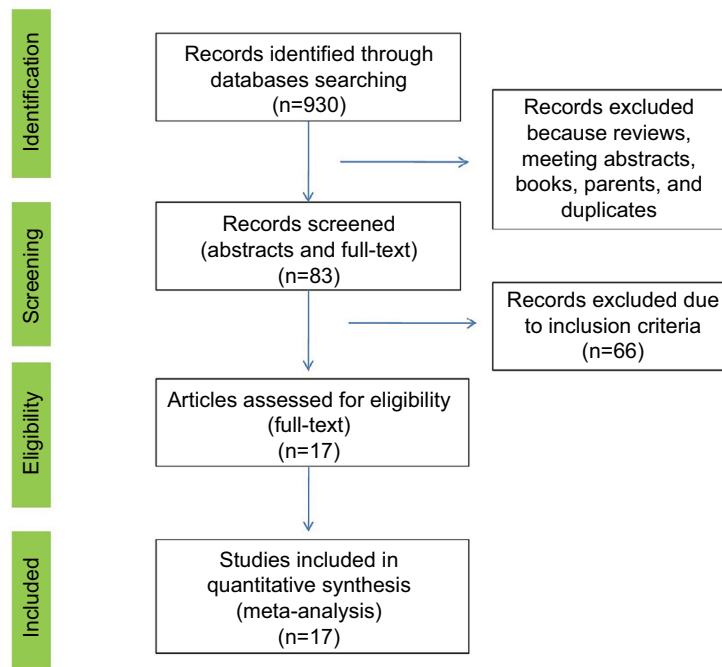 Identification
Records identified through
databases searching
(n=930)
Records excluded
because reviews,
meeting abstracts,
books, parents, and
duplicates
Screening
Records screened
(abstracts and full-text)
(n=83)
Records excluded due
to inclusion criteria
(n=66)
Eligibility
Articles assessed for eligibility
(full-text)
(n=17)
Included
Studies included in
quantitative synthesis
(meta-analysis)
(n=17)